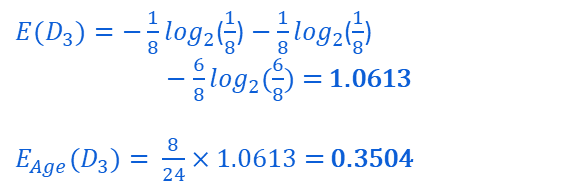 E(D₃) = −1/8 log₂(1/8) − 1/8 log₂(1/8)
− 6/8 log₂(6/8) = 1.0613
E_Age(D₃) = 8/24 × 1.0613 = 0.3504